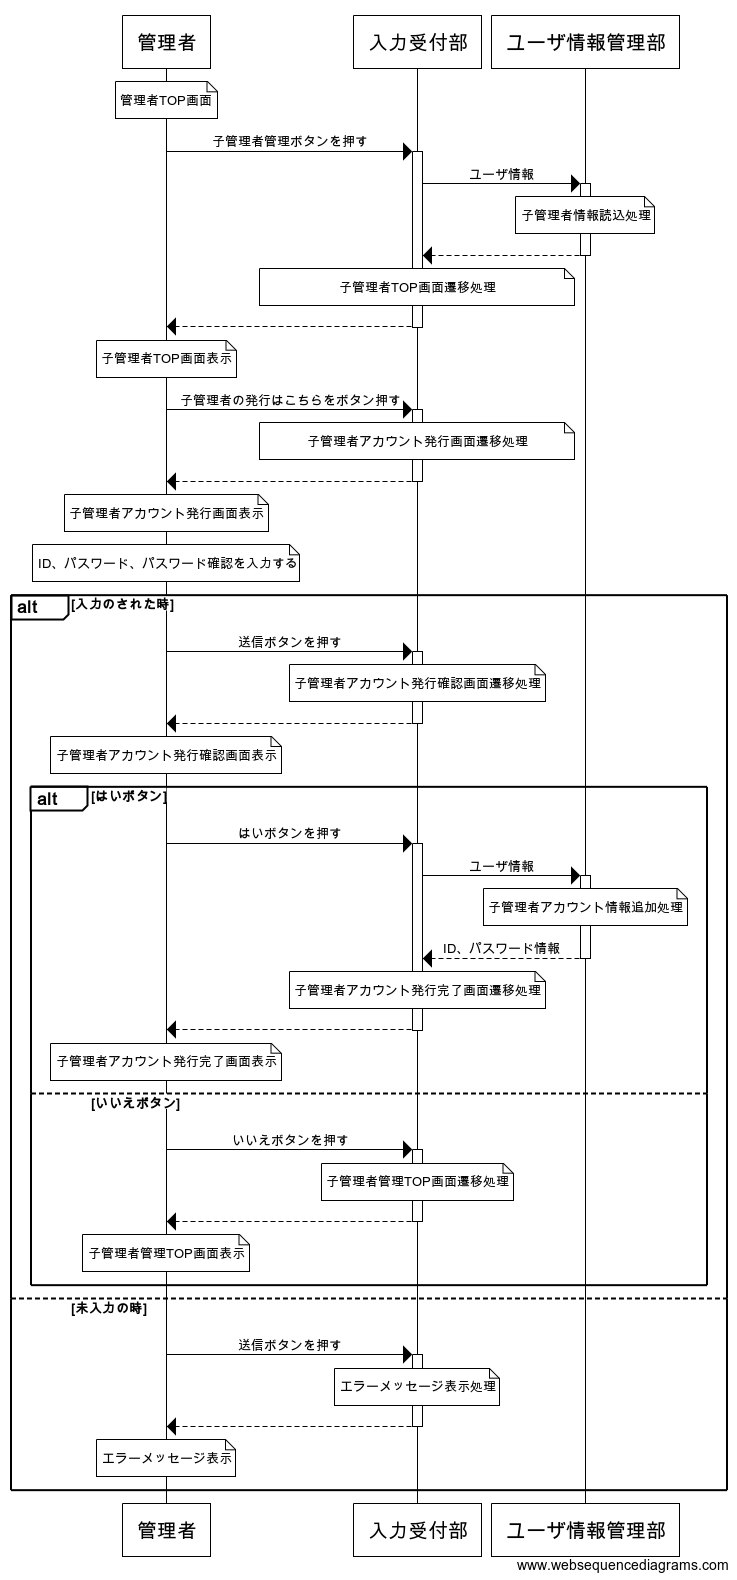 管理者 入力受付部 ユーザ情報管理部
管理者TOP画面
子管理者管理ボタンを押す
ユーザ情報
子管理者情報読込処理
子管理者TOP画面遷移処理
子管理者TOP画面表示
子管理者の発行はこちらをボタン押す
子管理者アカウント発行画面遷移処理
子管理者アカウント発行画面表示
ID、パスワード、パスワード確認を入力する
alt [入力のされた時]
送信ボタンを押す
子管理者アカウント発行確認画面遷移処理
子管理者アカウント発行確認画面表示
alt [はいボタン]
はいボタンを押す
ユーザ情報
子管理者アカウント情報追加処理
ID、パスワード情報
子管理者アカウント発行完了画面遷移処理
子管理者アカウント発行完了画面表示
[いいえボタン]
いいえボタンを押す
子管理者管理TOP画面遷移処理
子管理者管理TOP画面表示
[未入力の時]
送信ボタンを押す
エラーメッセージ表示処理
エラーメッセージ表示
管理者 入力受付部 ユーザ情報管理部
www.websequencediagrams.com